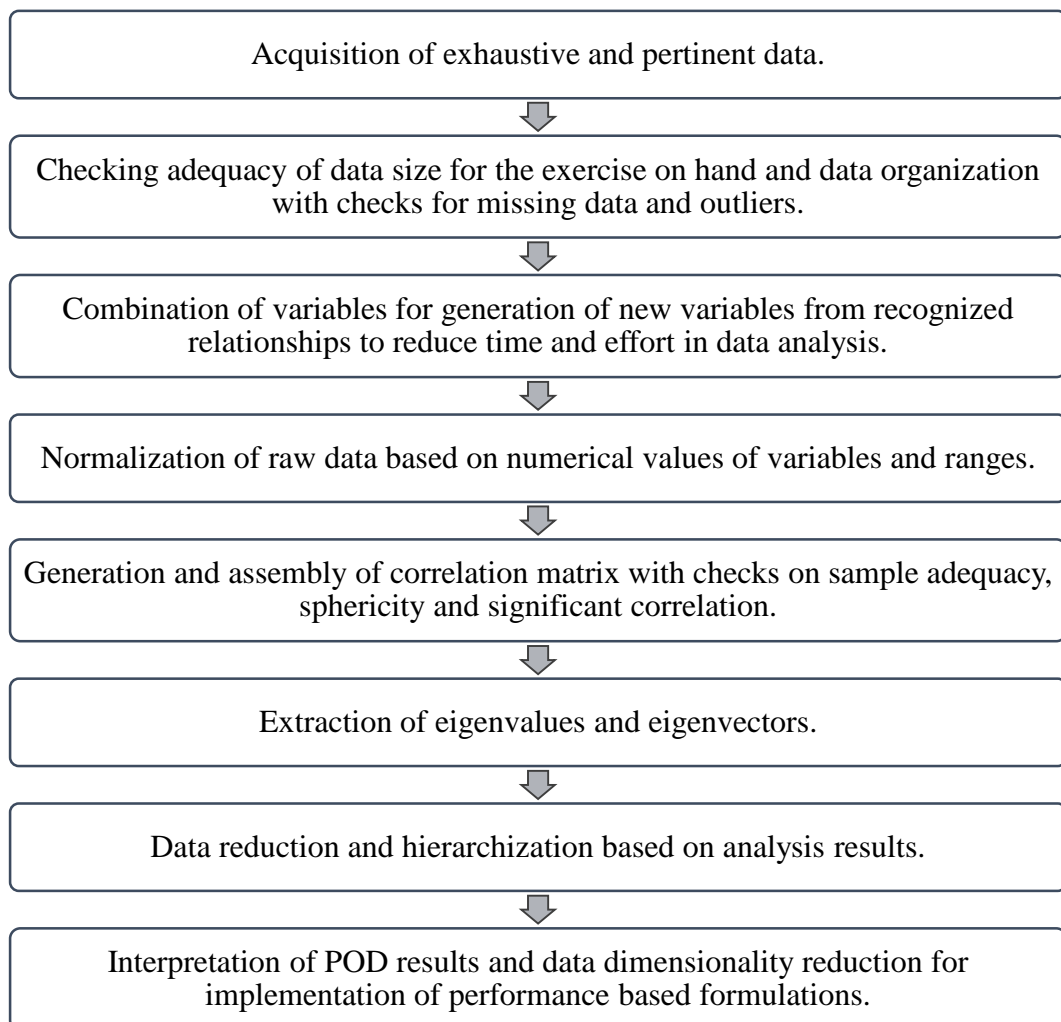 Acquisition of exhaustive and pertinent data.
Checking adequacy of data size for the exercise on hand and data organization
with checks for missing data and outliers.
Combination of variables for generation of new variables from recognized
relationships to reduce time and effort in data analysis.
Normalization of raw data based on numerical values of variables and ranges.
Generation and assembly of correlation matrix with checks on sample adequacy,
sphericity and significant correlation.
Extraction of eigenvalues and eigenvectors.
Data reduction and hierarchization based on analysis results.
Interpretation of POD results and data dimensionality reduction for
implementation of performance based formulations.